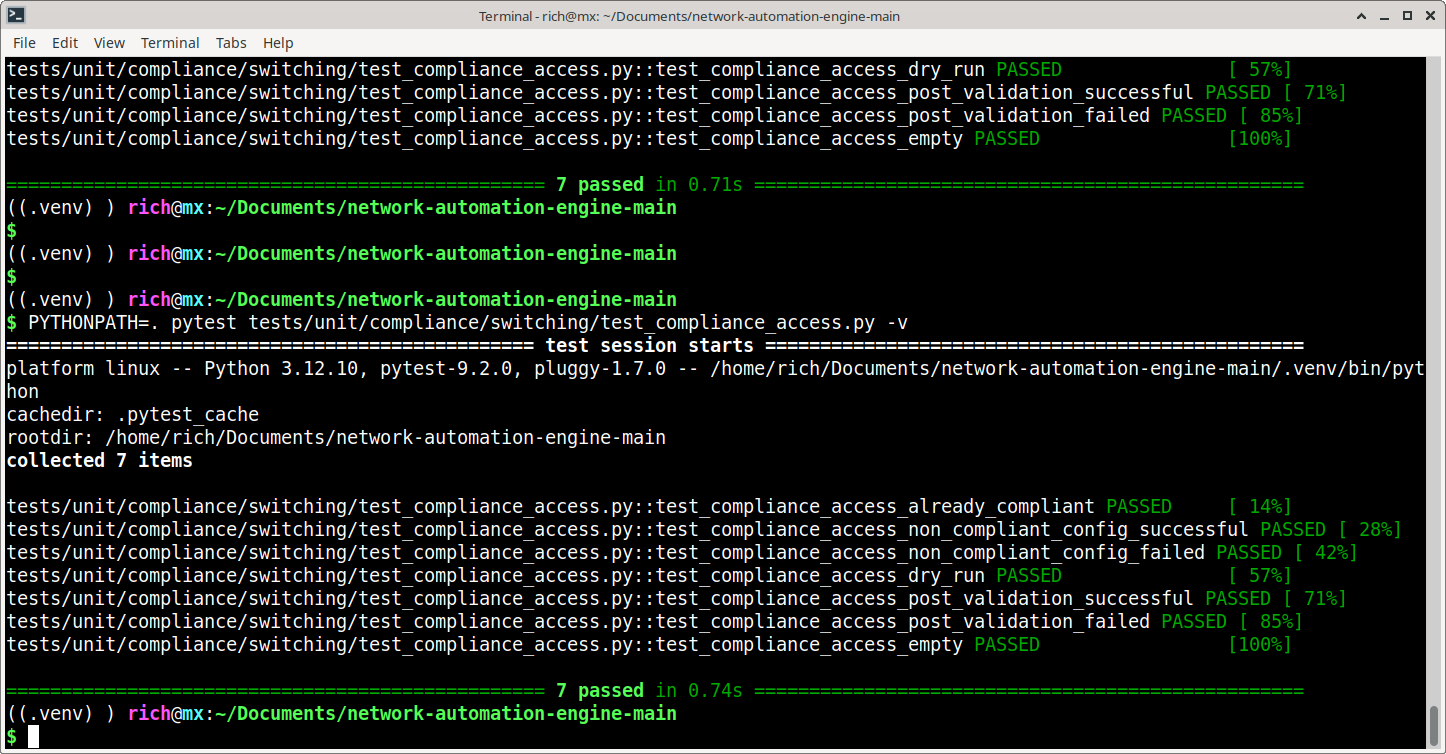 Terminal - rich@mx: ~/Documents/network-automation-engine-main
File Edit View Terminal Tabs Help
tests/unit/compliance/switching/test_compliance_access.py::test_compliance_access_dry_run PASSED [ 57%]
tests/unit/compliance/switching/test_compliance_access.py::test_compliance_access_post_validation_successful PASSED [ 71%]
tests/unit/compliance/switching/test_compliance_access.py::test_compliance_access_post_validation_failed PASSED [ 85%]
tests/unit/compliance/switching/test_compliance_access.py::test_compliance_access_empty PASSED [100%]
================================================= 7 passed in 0.71s ==================================================
((.venv) ) rich@mx:~/Documents/network-automation-engine-main
$
((.venv) ) rich@mx:~/Documents/network-automation-engine-main
$
((.venv) ) rich@mx:~/Documents/network-automation-engine-main
$ PYTHONPATH=. pytest tests/unit/compliance/switching/test_compliance_access.py -v
================================================ test session starts =================================================
platform linux -- Python 3.12.10, pytest-9.2.0, pluggy-1.7.0 -- /home/rich/Documents/network-automation-engine-main/.venv/bin/pyt
hon
cachedir: .pytest_cache
rootdir: /home/rich/Documents/network-automation-engine-main
collected 7 items
tests/unit/compliance/switching/test_compliance_access.py::test_compliance_access_already_compliant PASSED [ 14%]
tests/unit/compliance/switching/test_compliance_access.py::test_compliance_access_non_compliant_config_successful PASSED [ 28%]
tests/unit/compliance/switching/test_compliance_access.py::test_compliance_access_non_compliant_config_failed PASSED [ 42%]
tests/unit/compliance/switching/test_compliance_access.py::test_compliance_access_dry_run PASSED [ 57%]
tests/unit/compliance/switching/test_compliance_access.py::test_compliance_access_post_validation_successful PASSED [ 71%]
tests/unit/compliance/switching/test_compliance_access.py::test_compliance_access_post_validation_failed PASSED [ 85%]
tests/unit/compliance/switching/test_compliance_access.py::test_compliance_access_empty PASSED [100%]
================================================= 7 passed in 0.74s ==================================================
((.venv) ) rich@mx:~/Documents/network-automation-engine-main
$